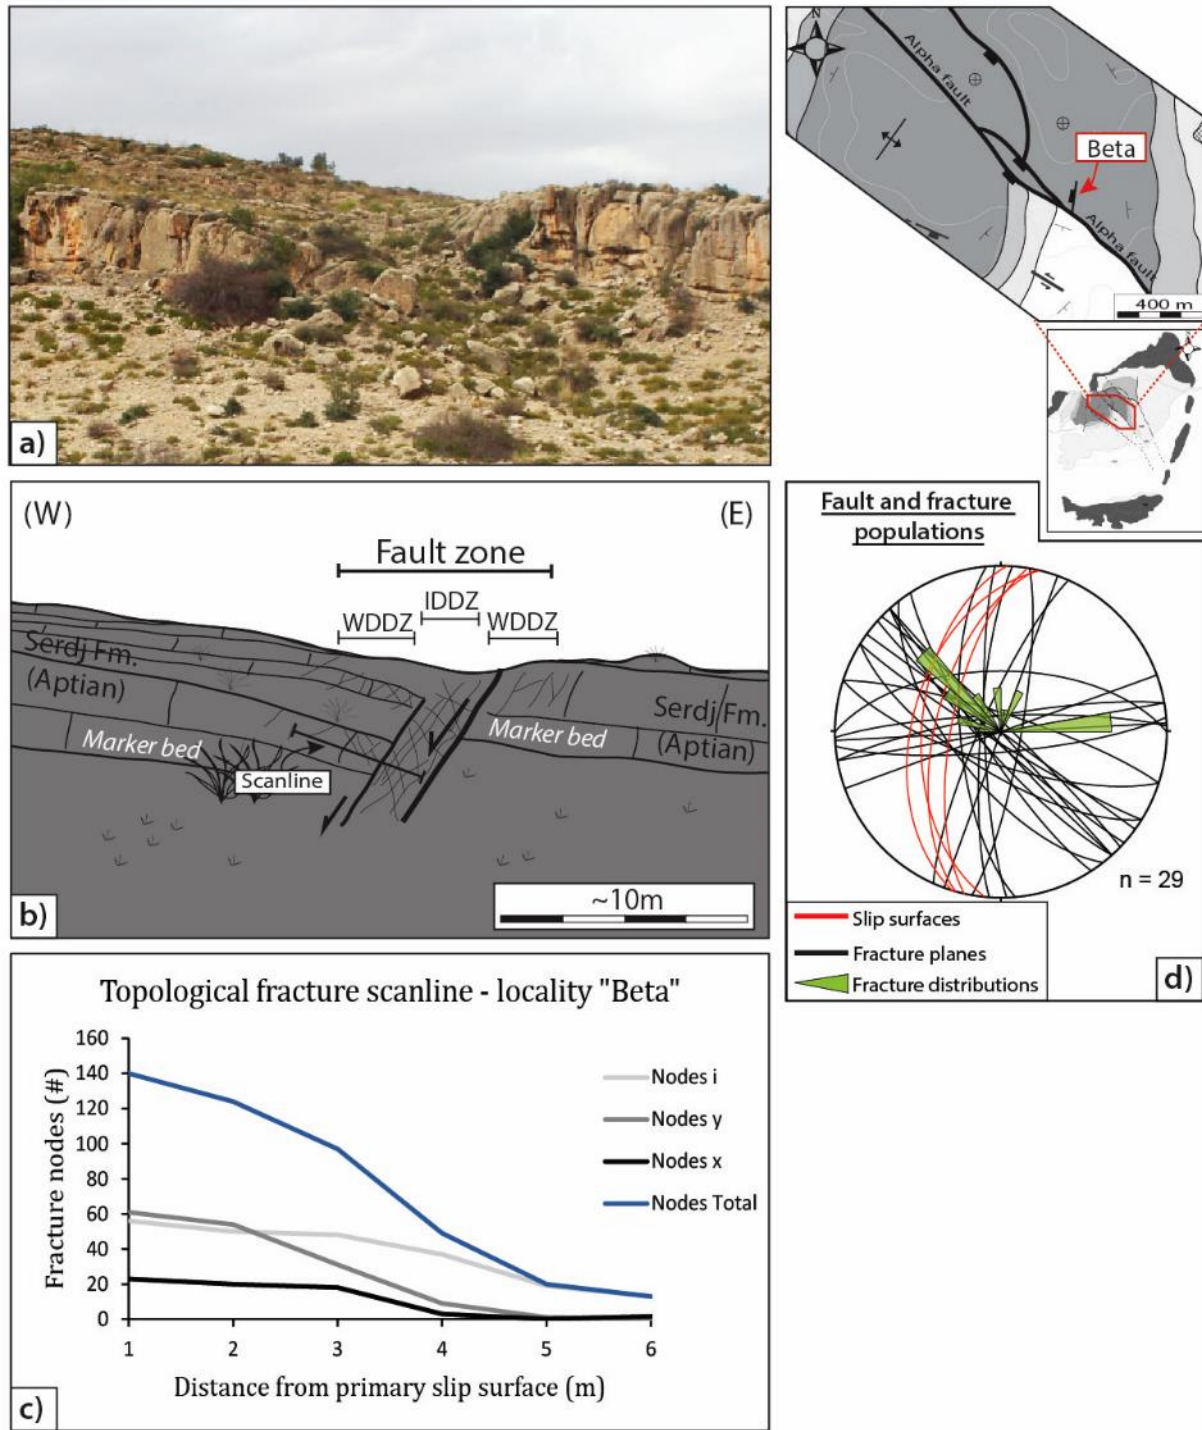 a)
N
Alpha fault
Beta
Alpha fault
400 m
(W)
(E)
Fault zone
IDDZ
WDDZ
WDDZ
Serdj Fm.
(Aptian)
Marker bed
Scanline
Marker bed
Serdj Fm.
(Aptian)
~10m
b)
Fault and fracture
populations
n = 29
Slip surfaces
Fracture planes
Fracture distributions
d)
Topological fracture scanline - locality "Beta"
Fracture nodes (#)
160
140
120
100
80
60
40
20
0
1 2 3 4 5 6
Distance from primary slip surface (m)
Nodes i
Nodes y
Nodes x
Nodes Total
c)